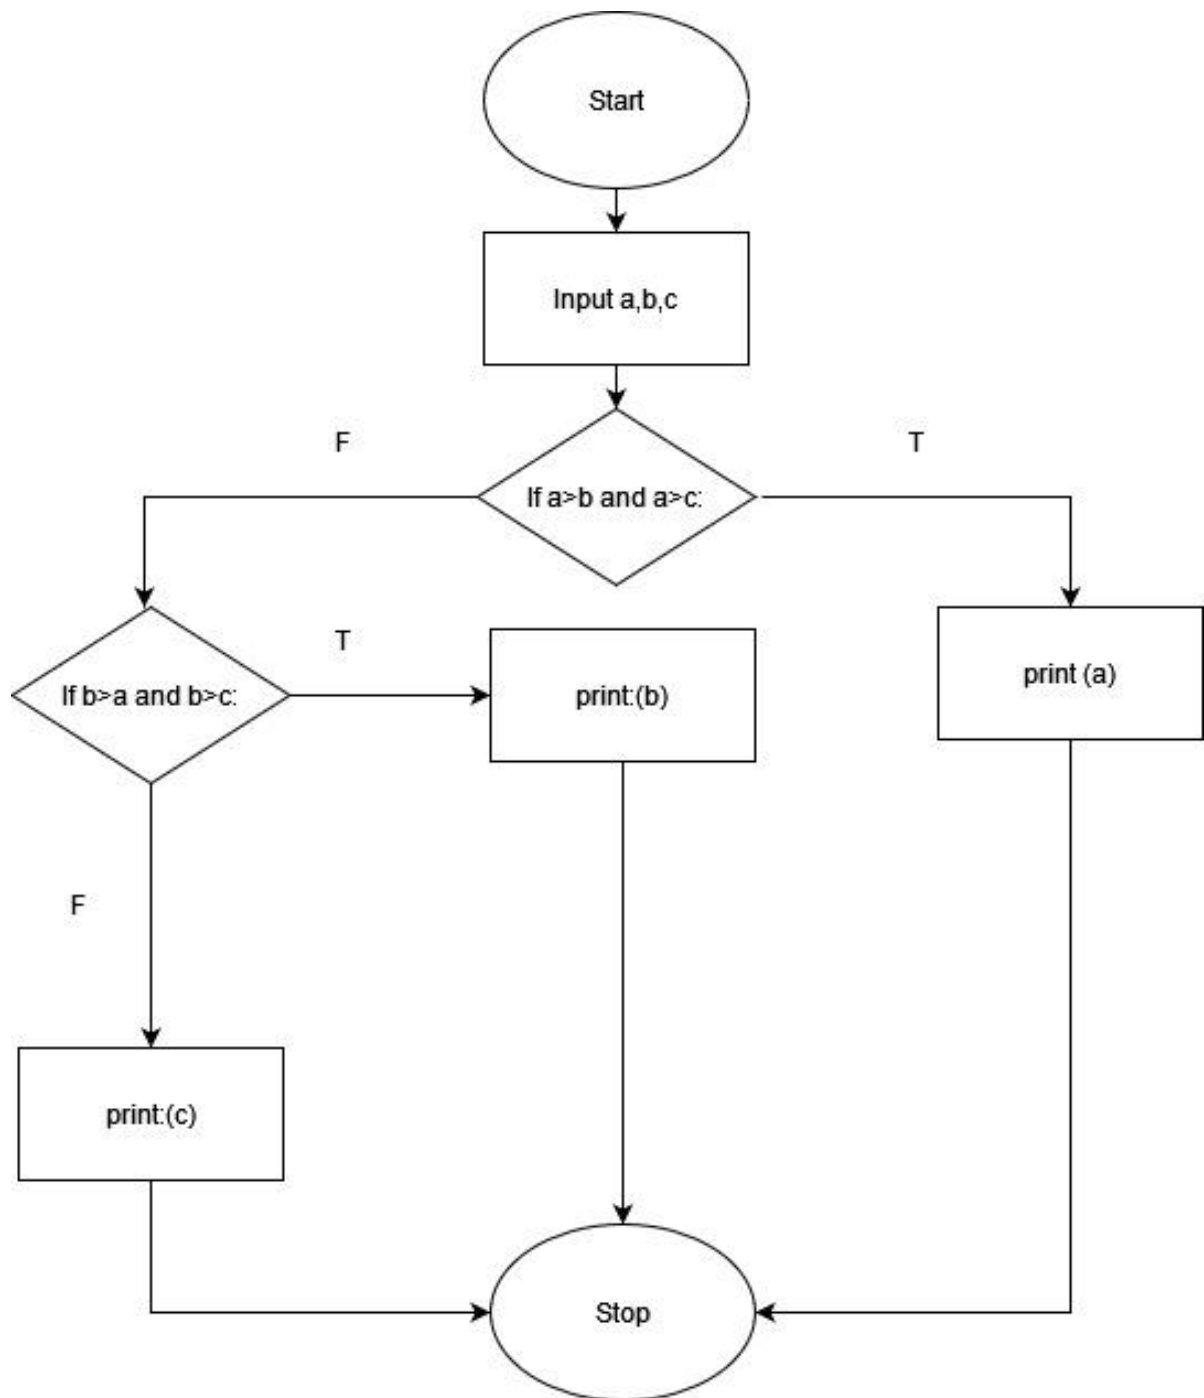 Start
Input a,b,c
F
T
If a>b and a>c:
T
If b>a and b>c:
print:(b)
print (a)
F
print:(c)
Stop